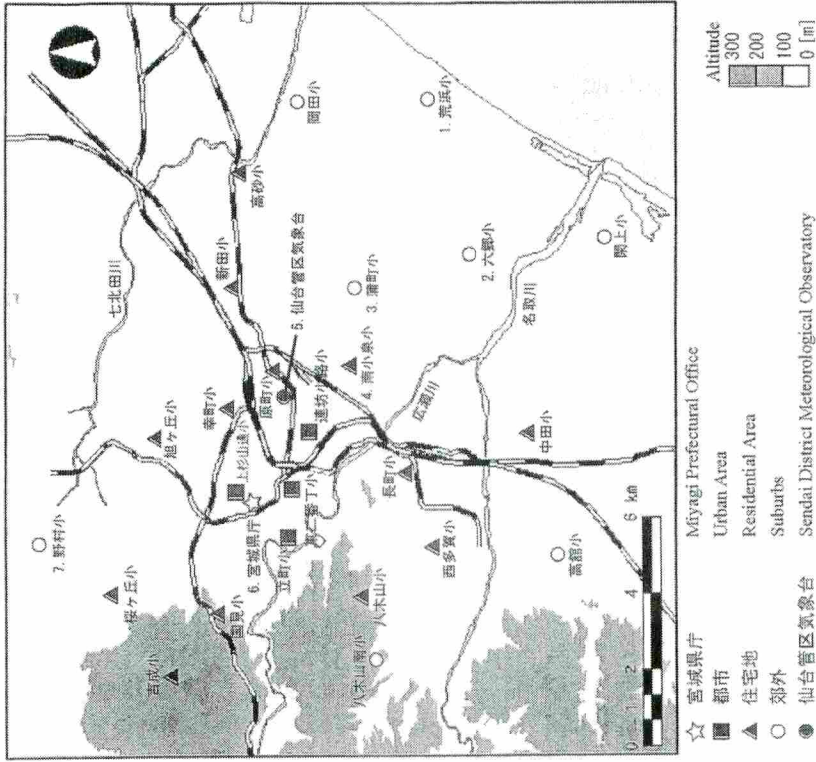 七北田川
7. 野村小
旭ヶ丘小
桜ヶ丘小
幸町小
新田小
高砂小
岡田小
吉成小
国見小
上杉山通小
原町小
5. 仙台管区気象台
6. 宮城県庁
立町小
東二番丁小
連坊小路小
3. 蒲町小
4. 南小泉小
1. 荒浜小
八木山小
八木山南小
広瀬川
長町小
2. 六郷小
西多賀小
名取川
中田小
高舘小
閖上小
0 1 2 4 6 km
Altitude
300
200
100
0 [m]
宮城県庁 Miyagi Prefectural Office
都市 Urban Area
住宅地 Residential Area
郊外 Suburbs
仙台管区気象台 Sendai District Meteorological Observatory